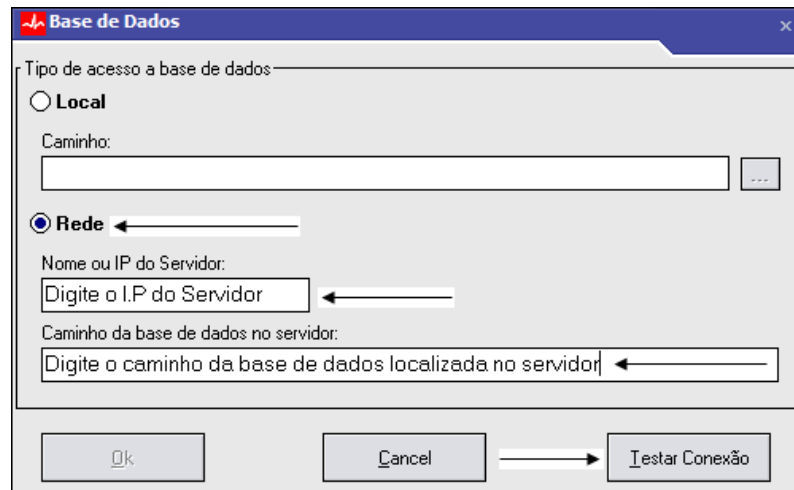 Base de Dados
x
Tipo de acesso a base de dados
Local
Caminho:
...
Rede
Nome ou IP do Servidor:
Digite o I.P do Servidor
Caminho da base de dados no servidor:
Digite o caminho da base de dados localizada no servidor
Ok Cancel Testar Conexão